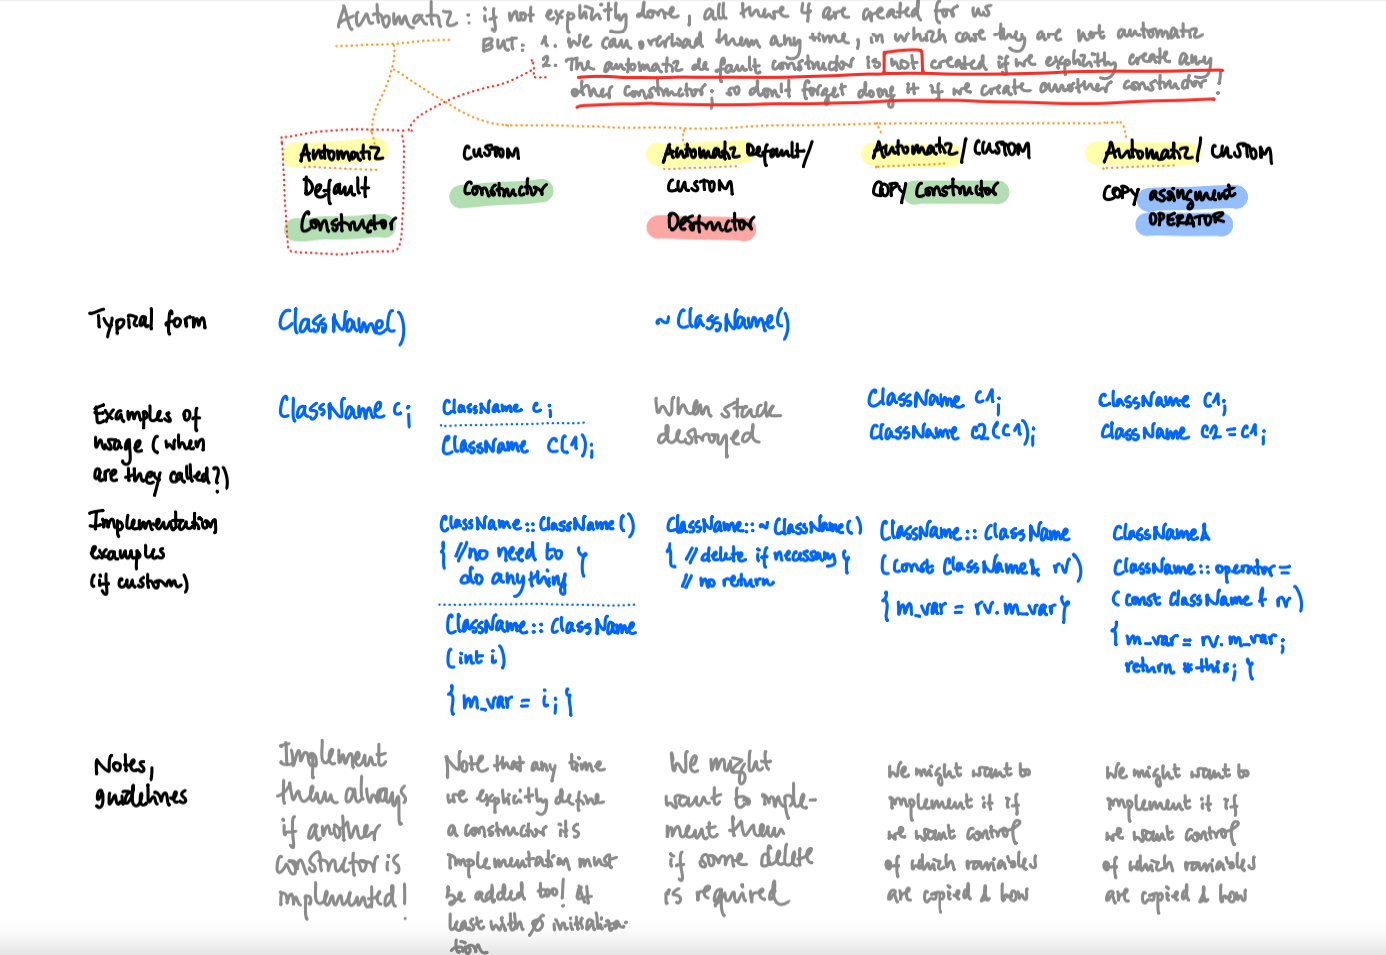 Automatic: if not explicitly done, all these 4 are created for us
BUT: 1. We can overload them any time, in which case they are not automatic
2. The automatic default constructor is not created if we explicitly create any
other constructor; so don't forget doing it if we create another constructor!
Automatic
Default
Constructor
CUSTOM
Constructor
Automatic Default/
CUSTOM
Destructor
Automatic / CUSTOM
COPY Constructor
Automatic / CUSTOM
COPY assingment
OPERATOR
Typical form
ClassName()
~ ClassName()
Examples of
usage (when
are they called?)
ClassName c;
ClassName c;
ClassName c(1);
When stack
destroyed
ClassName c1;
ClassName c2(c1);
ClassName c1;
ClassName c2 = c1;
Implementation
examples
(if custom)
ClassName::ClassName()
{ //no need to }
do anything
ClassName:: ClassName
(int i)
{ m_var = i; }
ClassName::~ClassName()
{ // delete if necessary }
// no return
ClassName:: ClassName
(const ClassName& rv)
{ m_var = rv.m_var }
ClassName&
ClassName:: operator=
(const ClassName & rv)
{ m_var = rv.m_var;
return *this; }
Notes,
guidelines
Implement
them always
if another
constructor is
implemented!
Note that any time
we explicitly define
a constructor its
implementation must
be added too! At
least with ∅ initializa-
tion
We might
want to imple-
ment them
if some delete
is required
We might want to
implement it if
we want control
of which variables
are copied & how
We might want to
implement it if
we want control
of which variables
are copied & how